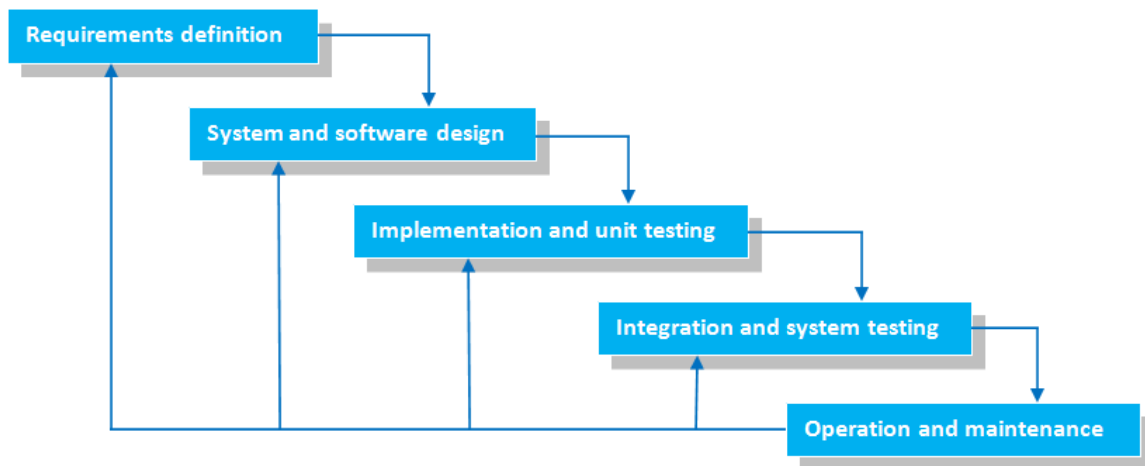 Requirements definition
System and software design
Implementation and unit testing
Integration and system testing
Operation and maintenance